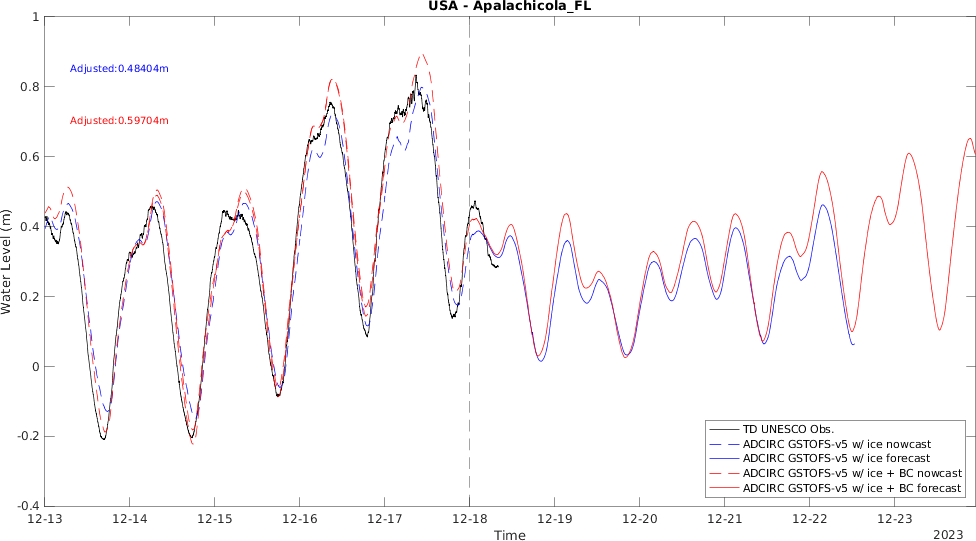 USA - Apalachicola_FL
Water Level (m)
1
0.8
0.6
0.4
0.2
0
-0.2
-0.4
Adjusted:0.48404m
Adjusted:0.59704m
TD UNESCO Obs.
ADCIRC GSTOFS-v5 w/ ice nowcast
ADCIRC GSTOFS-v5 w/ ice forecast
ADCIRC GSTOFS-v5 w/ ice + BC nowcast
ADCIRC GSTOFS-v5 w/ ice + BC forecast
12-13 12-14 12-15 12-16 12-17 12-18 12-19 12-20 12-21 12-22 12-23
Time
2023